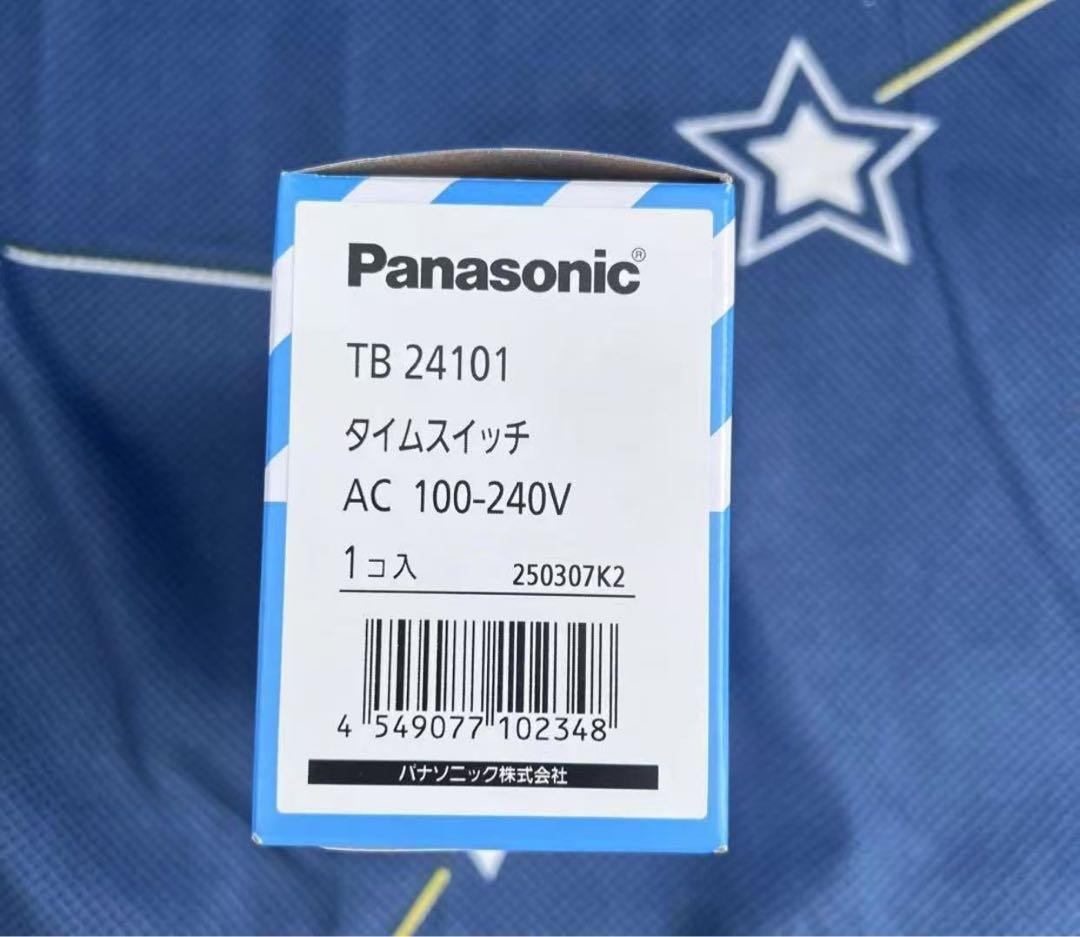 Panasonic®
TB 24101
タイムスイッチ
AC 100-240V
1コ入 250307K2
4 549077 102348
パナソニック株式会社